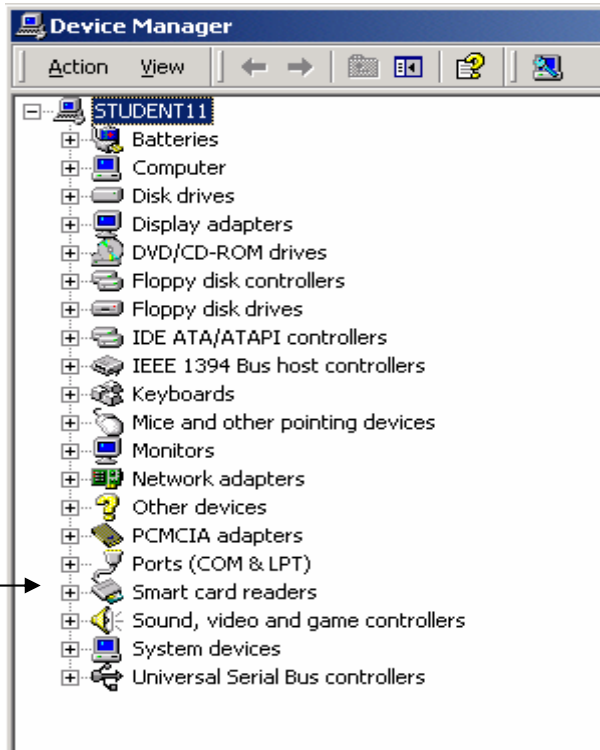 Device Manager
Action View
STUDENT11
Batteries
Computer
Disk drives
Display adapters
DVD/CD-ROM drives
Floppy disk controllers
Floppy disk drives
IDE ATA/ATAPI controllers
IEEE 1394 Bus host controllers
Keyboards
Mice and other pointing devices
Monitors
Network adapters
Other devices
PCMCIA adapters
Ports (COM & LPT)
Smart card readers
Sound, video and game controllers
System devices
Universal Serial Bus controllers